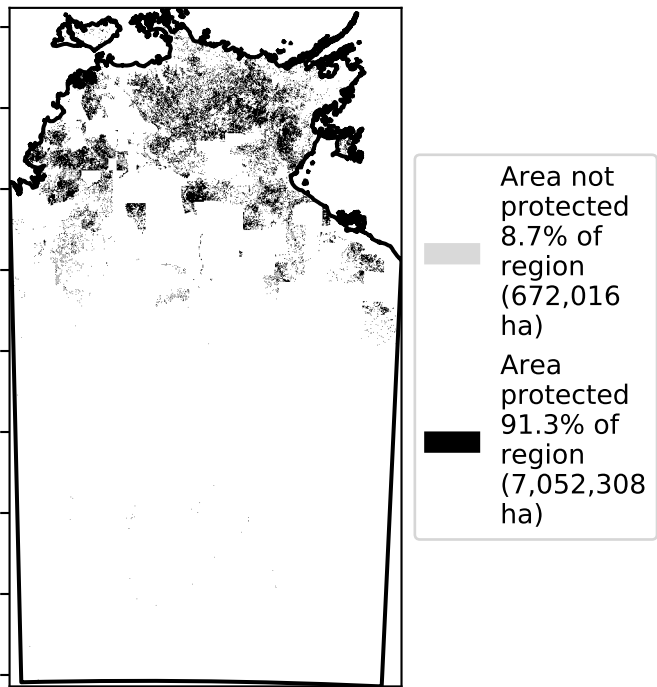 Area not
protected
8.7% of
region
(672,016
ha)
Area
protected
91.3% of
region
(7,052,308
ha)